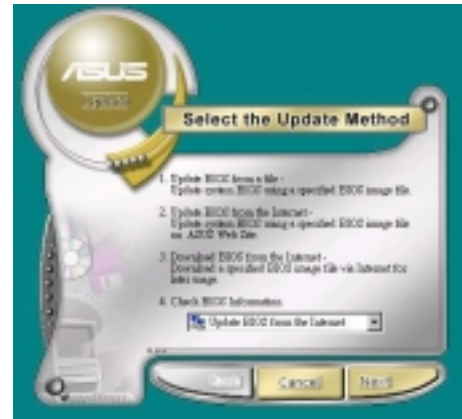 ASUS
Update
Select the Update Method
1. Update BIOS from a file -
Update system BIOS using a specified BIOS image file.
2. Update BIOS from the Internet -
Update system BIOS using a specified BIOS image file
on ASUS Web Site.
3. Download BIOS from the Internet -
Download a specified BIOS image file via Internet for
later usage.
4. Check BIOS Information
Update BIOS from the Internet
Cancel
Next